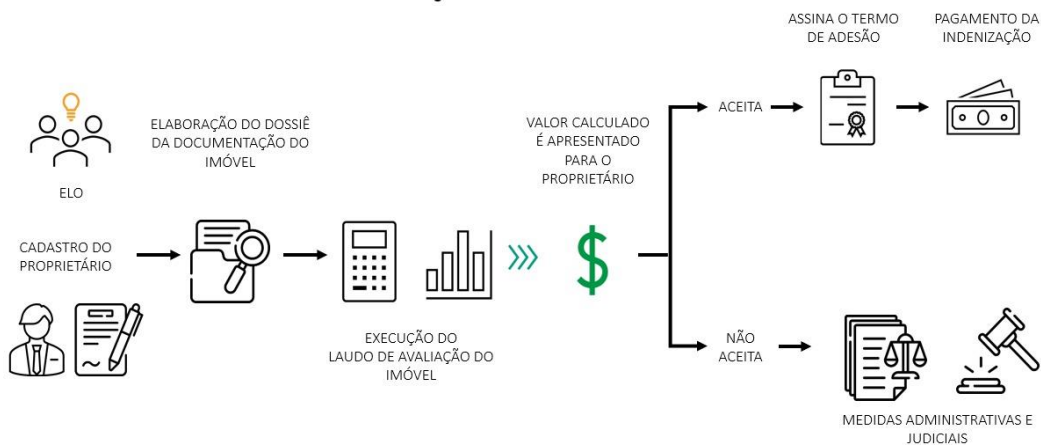 ELO
CADASTRO DO
PROPRIETÁRIO
ELABORAÇÃO DO DOSSIÊ
DA DOCUMENTAÇÃO DO
IMÓVEL
EXECUÇÃO DO
LAUDO DE AVALIAÇÃO DO
IMÓVEL
VALOR CALCULADO
É APRESENTADO
PARA O
PROPRIETÁRIO
$
ACEITA
ASSINA O TERMO
DE ADESÃO
PAGAMENTO DA
INDENIZAÇÃO
NÃO
ACEITA
MEDIDAS ADMINISTRATIVAS E
JUDICIAIS